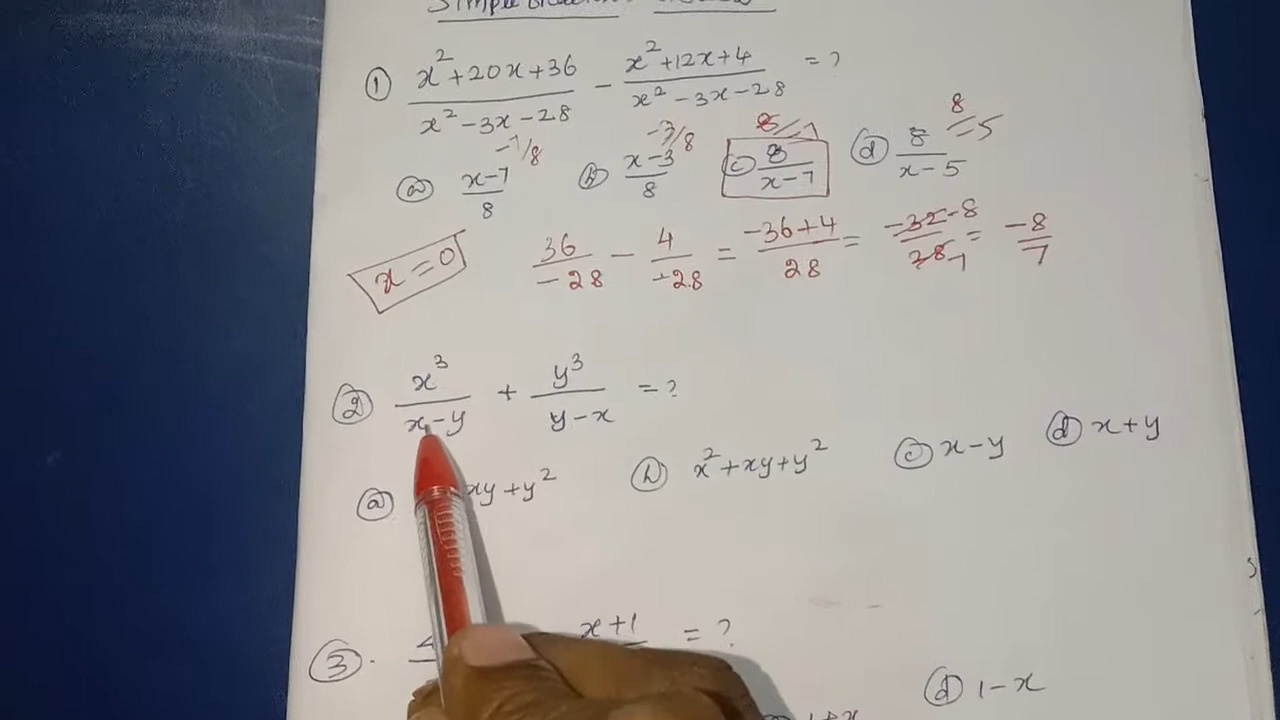 ① x²+20x+36 / x²-3x-28 - x²+12x+4 / x²-3x-28 = ?
ⓐ x-7 / 8 -7/8 ⓑ x-3 / 8 -3/8 ⓒ 8 / x-7 ⓓ 8 / x-5 8 / -5
x=0 36 / -28 - 4 / -28 = -36+4 / 28 = -32 -8 / 28 7 = -8 / 7
② x³ / x-y + y³ / y-x = ?
ⓐ xy+y² ⓑ x²+xy+y² ⓒ x-y ⓓ x+y
③. x+1 = ?
ⓓ 1-x